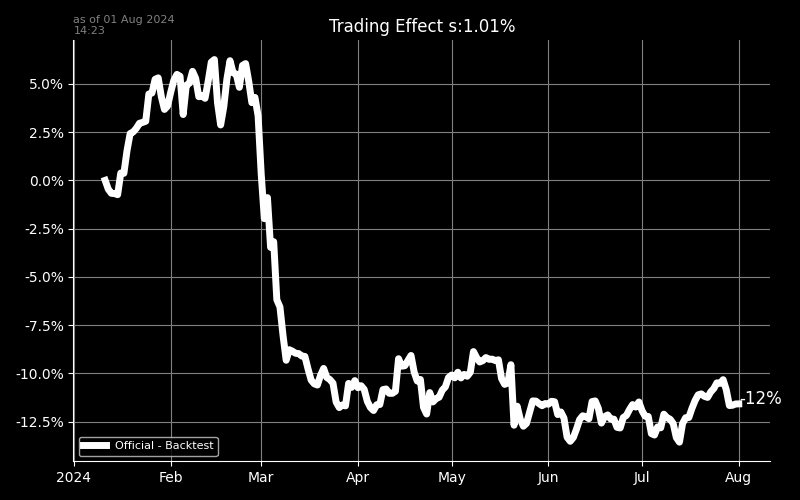 as of 01 Aug 2024
14:23
Trading Effect s:1.01%
5.0%
2.5%
0.0%
-2.5%
-5.0%
-7.5%
-10.0%
-12.5%
-12%
Official - Backtest
2024 Feb Mar Apr May Jun Jul Aug